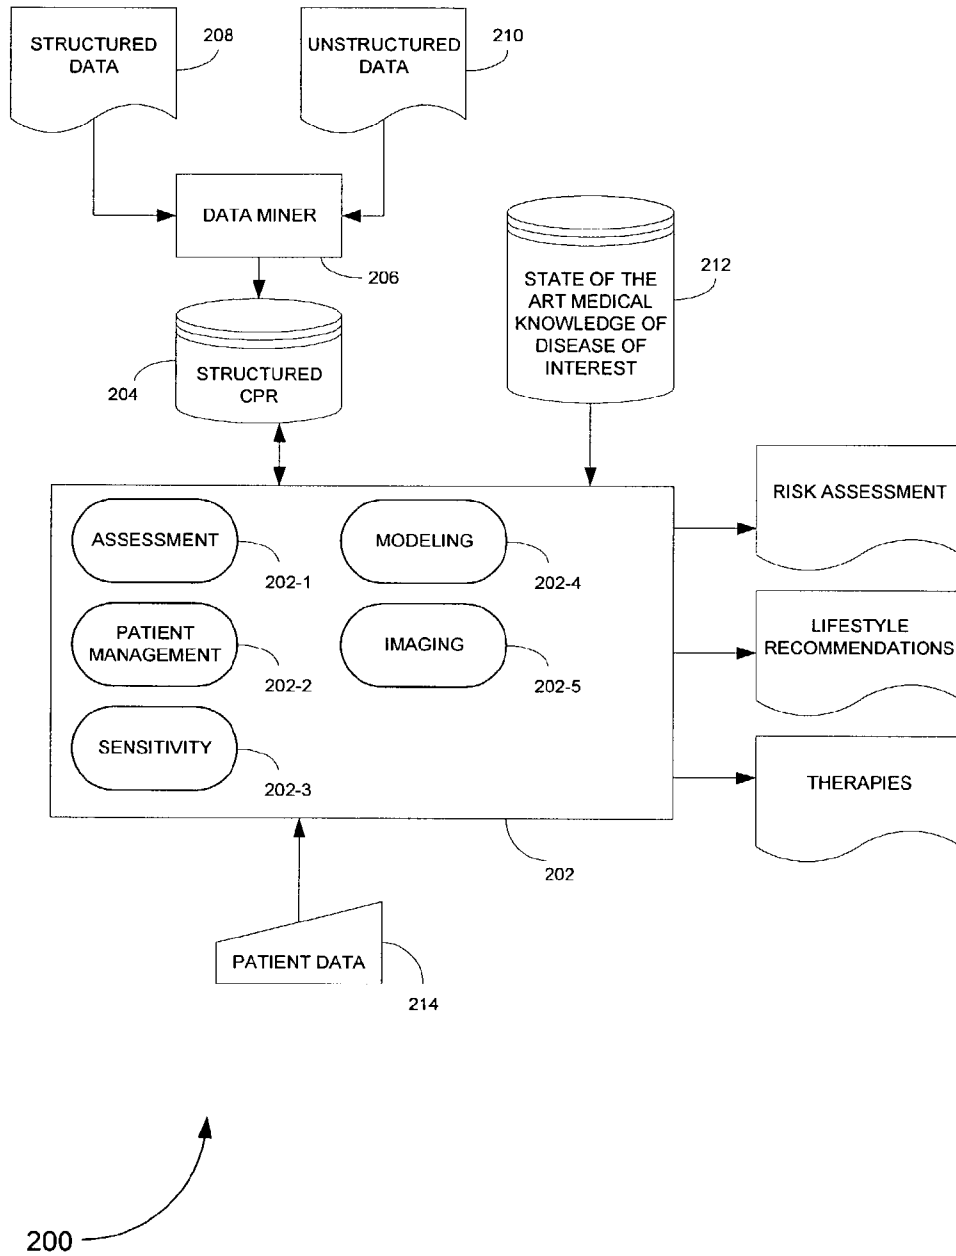 STRUCTURED
DATA
208
UNSTRUCTURED
DATA
210
DATA MINER
206
STRUCTURED
CPR
204
STATE OF THE
ART MEDICAL
KNOWLEDGE OF
DISEASE OF
INTEREST
212
ASSESSMENT
202-1
MODELING
202-4
PATIENT
MANAGEMENT
202-2
IMAGING
202-5
SENSITIVITY
202-3
202
RISK ASSESSMENT
LIFESTYLE
RECOMMENDATIONS
THERAPIES
PATIENT DATA
214
200